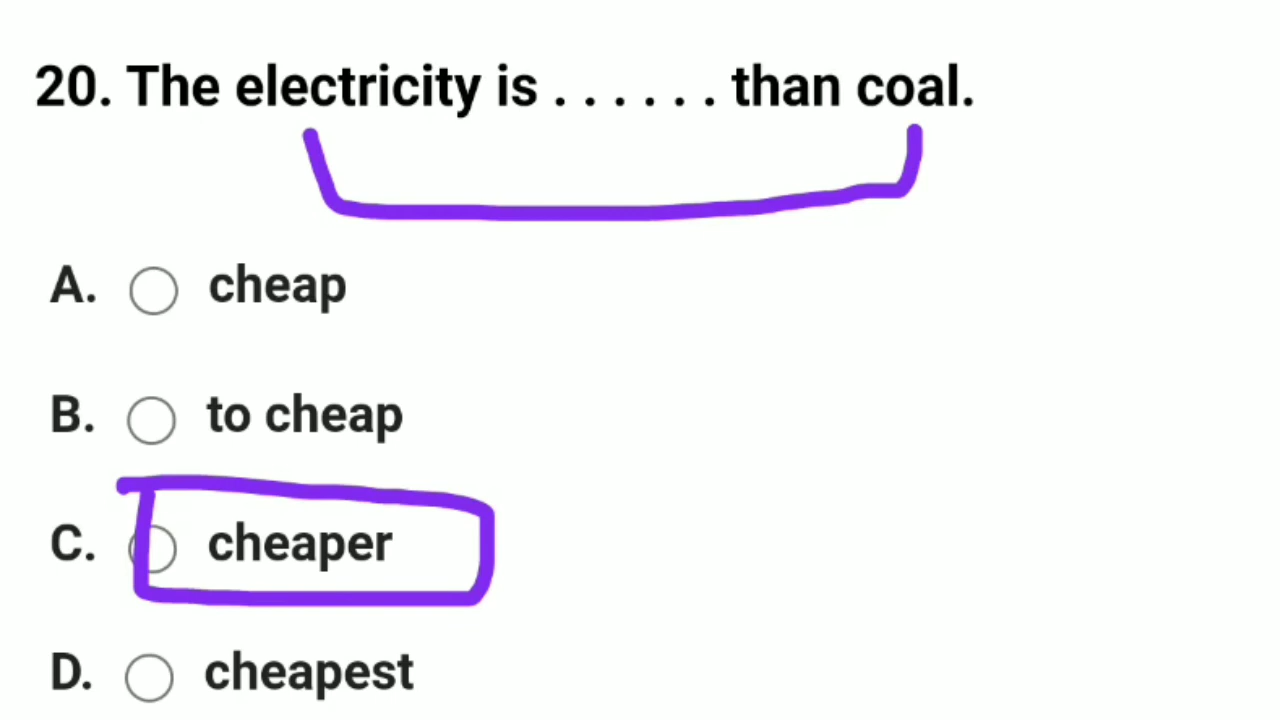 20. The electricity is . . . . . . than coal.
A. cheap
B. to cheap
C. cheaper
D. cheapest